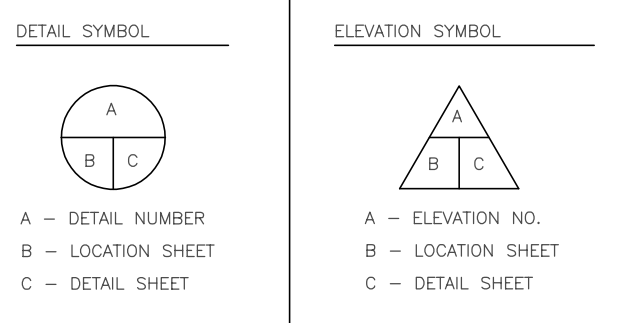 DETAIL SYMBOL
A
B C
A – DETAIL NUMBER
B – LOCATION SHEET
C – DETAIL SHEET
ELEVATION SYMBOL
A
B C
A – ELEVATION NO.
B – LOCATION SHEET
C – DETAIL SHEET